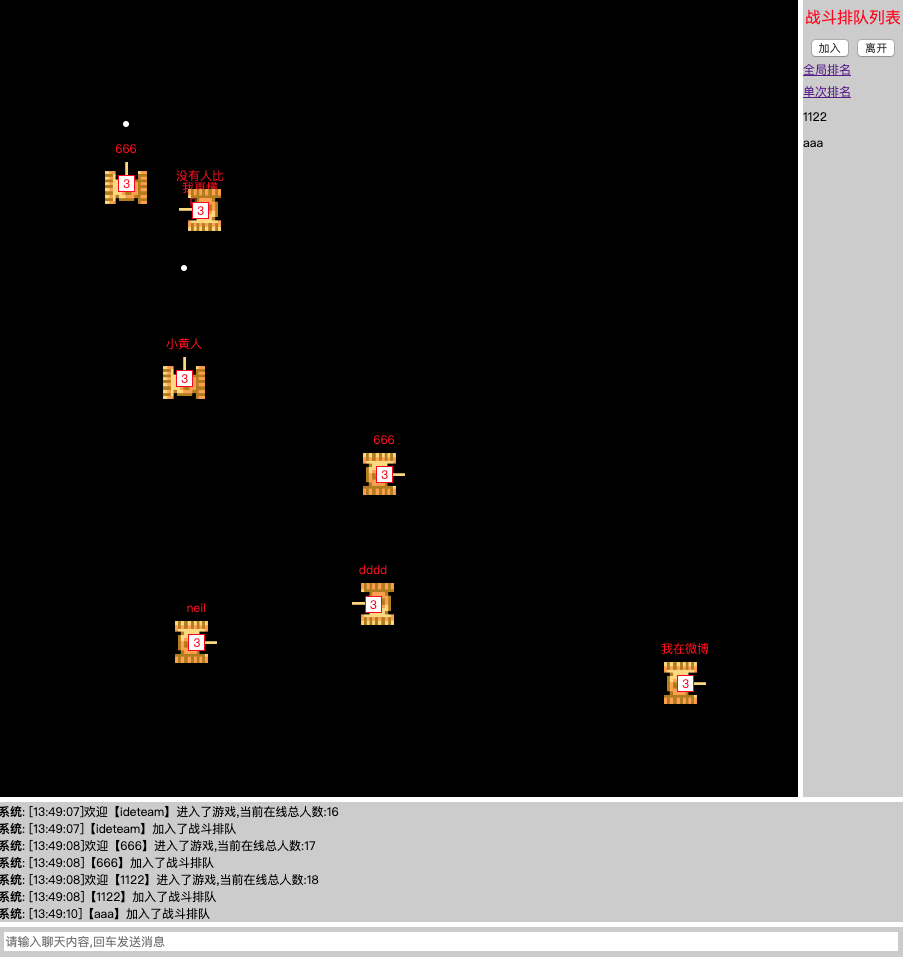 战斗排队列表
加入 离开
全局排名
单次排名
1122
aaa
666
3
没有人比
我更懂
3
小黄人
3
666
3
dddd
3
neil
3
我在微博
3
系统: [13:49:07]欢迎【ideteam】进入了游戏,当前在线总人数:16
系统: [13:49:07]【ideteam】加入了战斗排队
系统: [13:49:08]欢迎【666】进入了游戏,当前在线总人数:17
系统: [13:49:08]【666】加入了战斗排队
系统: [13:49:08]欢迎【1122】进入了游戏,当前在线总人数:18
系统: [13:49:08]【1122】加入了战斗排队
系统: [13:49:10]【aaa】加入了战斗排队
请输入聊天内容,回车发送消息